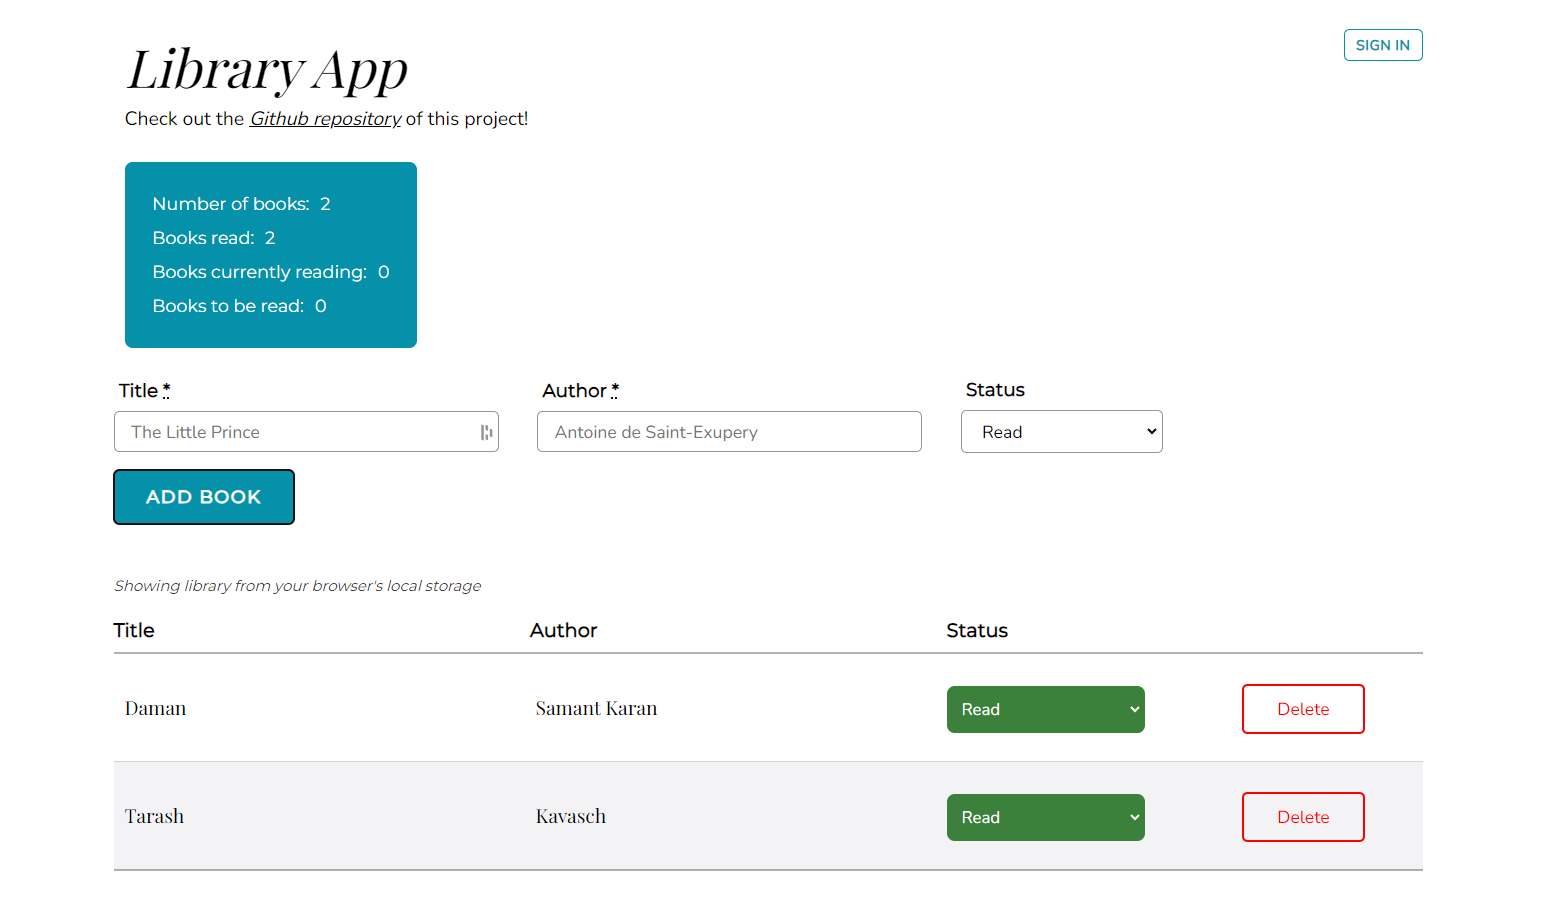 SIGN IN
Library App
Check out the Github repository of this project!
Number of books: 2
Books read: 2
Books currently reading: 0
Books to be read: 0
Title *
Author *
Status
The Little Prince
Antoine de Saint-Exupery
Read
ADD BOOK
Showing library from your browser's local storage
Title Author Status
Daman Samant Karan Read Delete
Tarash Kavasch Read Delete